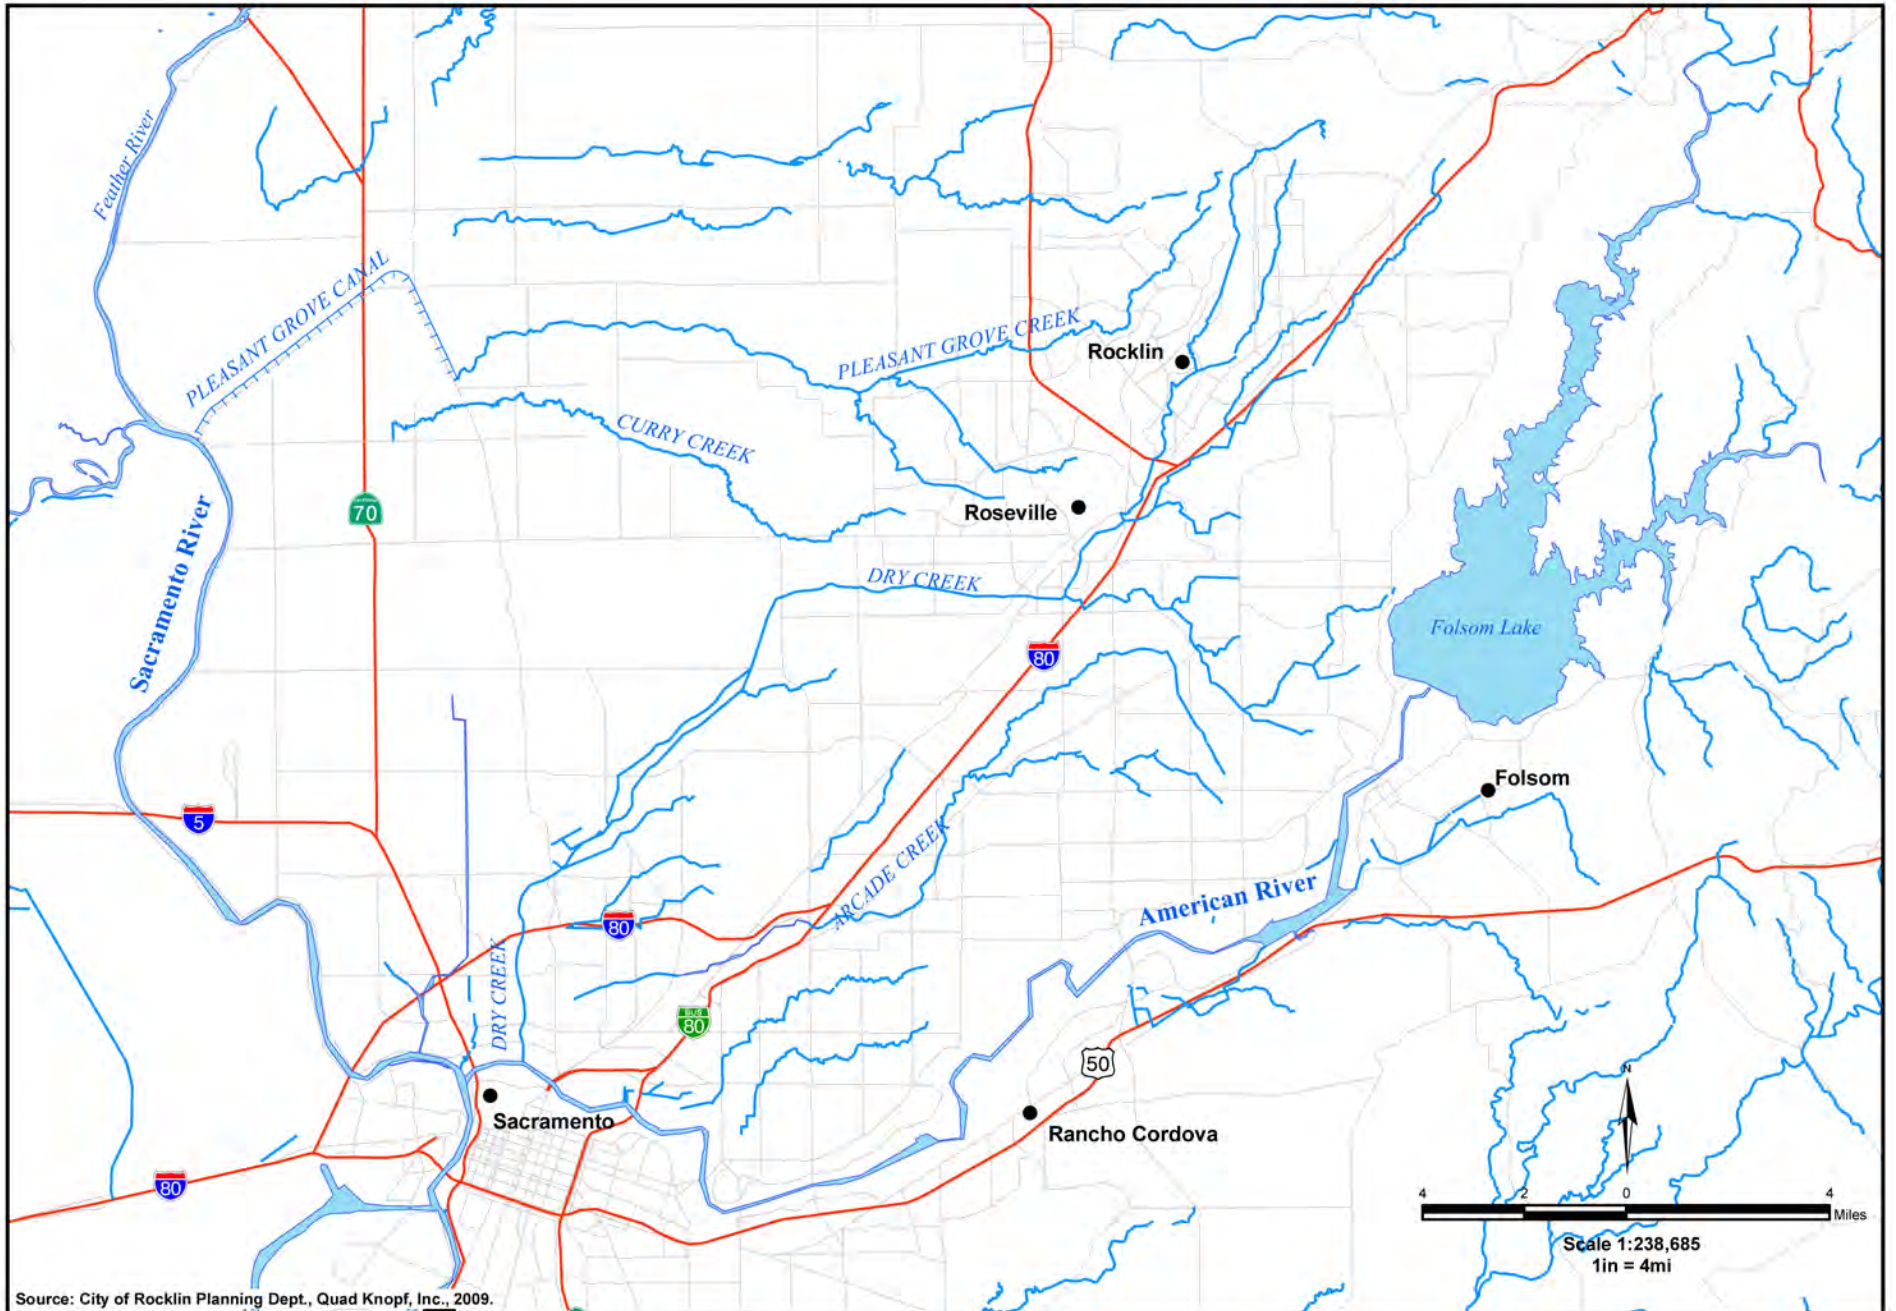 Feather River
PLEASANT GROVE CANAL
PLEASANT GROVE CREEK
Rocklin
CURRY CREEK
70
Sacramento River
Roseville
DRY CREEK
Folsom Lake
80
Folsom
5
ARCADE CREEK
American River
80
DRY CREEK
BUS
80
50
N
Sacramento
Rancho Cordova
80
4 2 0 4
Miles
Scale 1:238,685
1in = 4mi
Source: City of Rocklin Planning Dept., Quad Knopf, Inc., 2009.